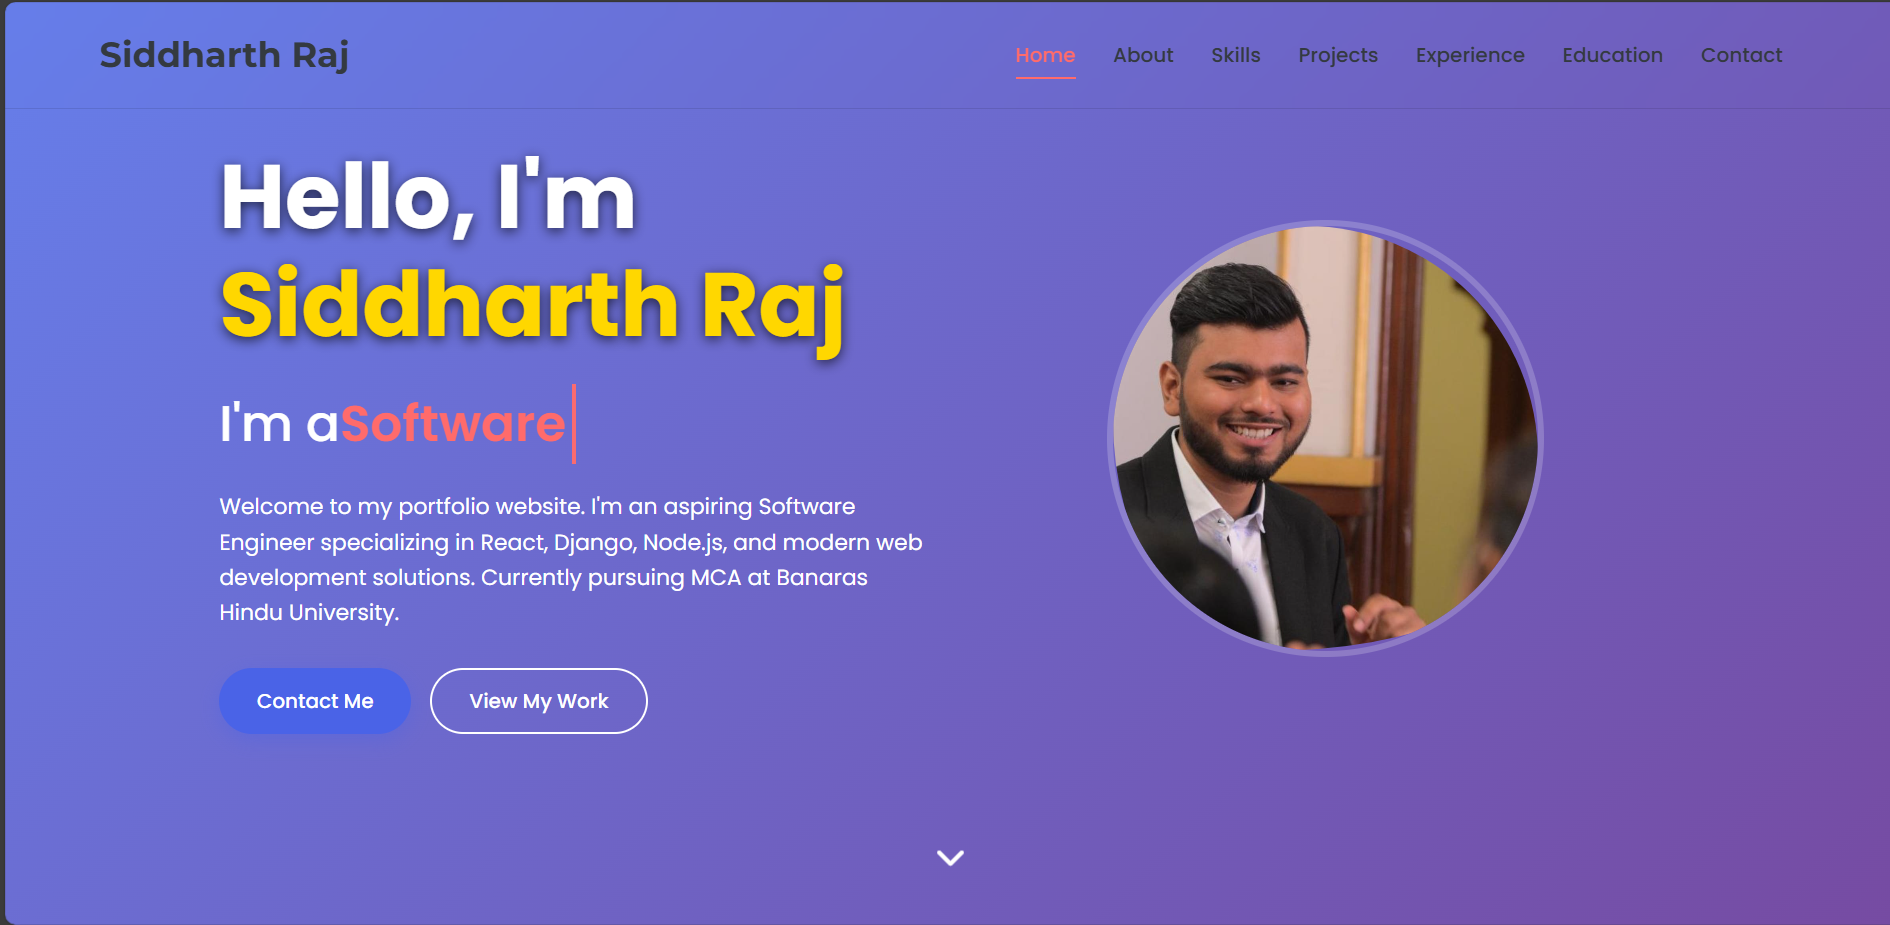 Siddharth Raj
Home About Skills Projects Experience Education Contact
Hello, I'm
Siddharth Raj
I'm aSoftware
Welcome to my portfolio website. I'm an aspiring Software
Engineer specializing in React, Django, Node.js, and modern web
development solutions. Currently pursuing MCA at Banaras
Hindu University.
Contact Me
View My Work